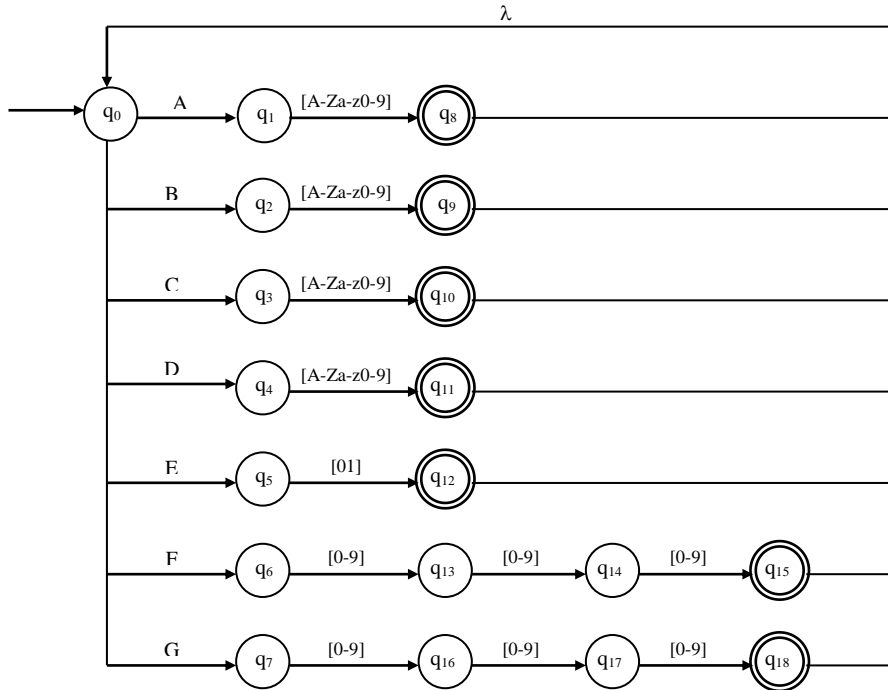 λ
q0 A q1 [A-Za-z0-9] q8
B q2 [A-Za-z0-9] q9
C q3 [A-Za-z0-9] q10
D q4 [A-Za-z0-9] q11
E q5 [01] q12
F q6 [0-9] q13 [0-9] q14 [0-9] q15
G q7 [0-9] q16 [0-9] q17 [0-9] q18